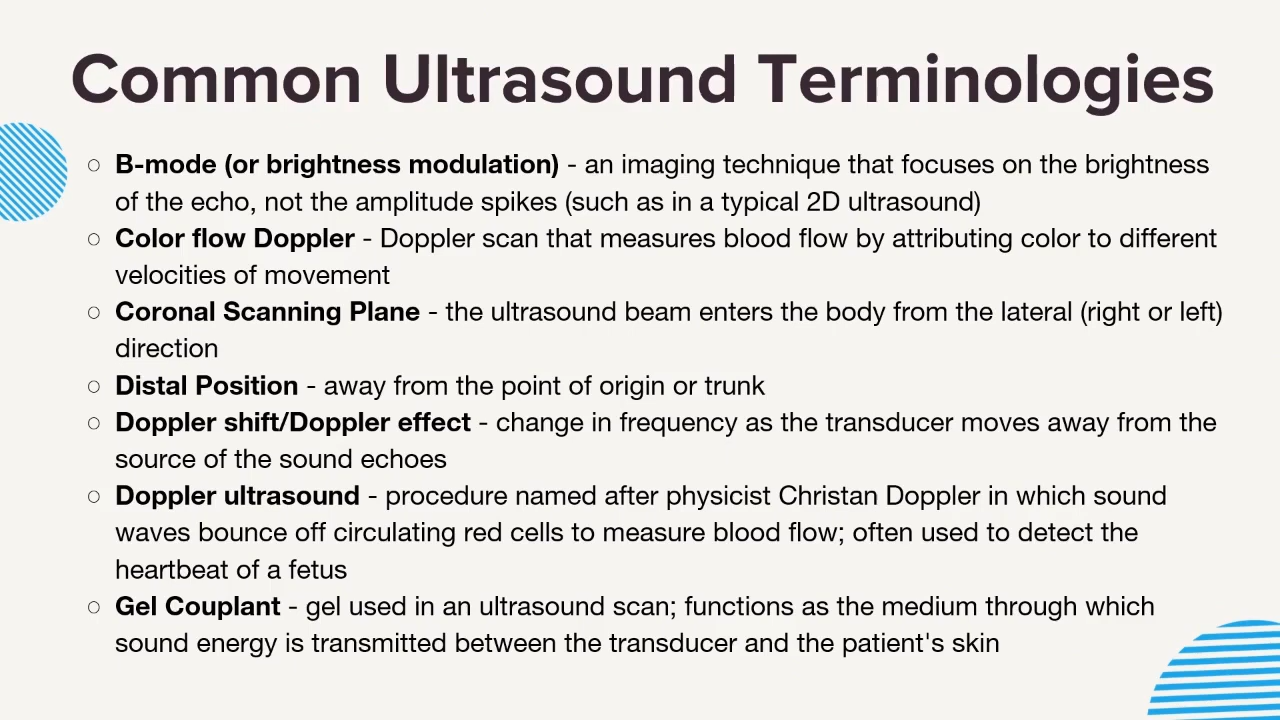 Common Ultrasound Terminologies
○ B-mode (or brightness modulation) - an imaging technique that focuses on the brightness
of the echo, not the amplitude spikes (such as in a typical 2D ultrasound)
○ Color flow Doppler - Doppler scan that measures blood flow by attributing color to different
velocities of movement
○ Coronal Scanning Plane - the ultrasound beam enters the body from the lateral (right or left)
direction
○ Distal Position - away from the point of origin or trunk
○ Doppler shift/Doppler effect - change in frequency as the transducer moves away from the
source of the sound echoes
○ Doppler ultrasound - procedure named after physicist Christan Doppler in which sound
waves bounce off circulating red cells to measure blood flow; often used to detect the
heartbeat of a fetus
○ Gel Couplant - gel used in an ultrasound scan; functions as the medium through which
sound energy is transmitted between the transducer and the patient's skin